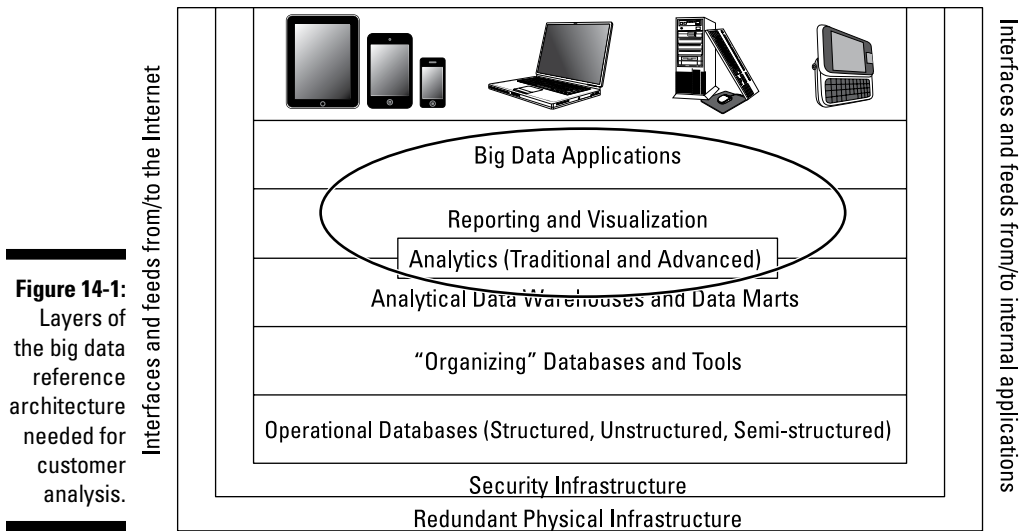 Interfaces and feeds from/to the Internet
Big Data Applications
Reporting and Visualization
Analytics (Traditional and Advanced)
Analytical Data Warehouses and Data Marts
“Organizing” Databases and Tools
Operational Databases (Structured, Unstructured, Semi-structured)
Security Infrastructure
Redundant Physical Infrastructure
Interfaces and feeds from/to internal applications
Figure 14-1:
Layers of
the big data
reference
architecture
needed for
customer
analysis.